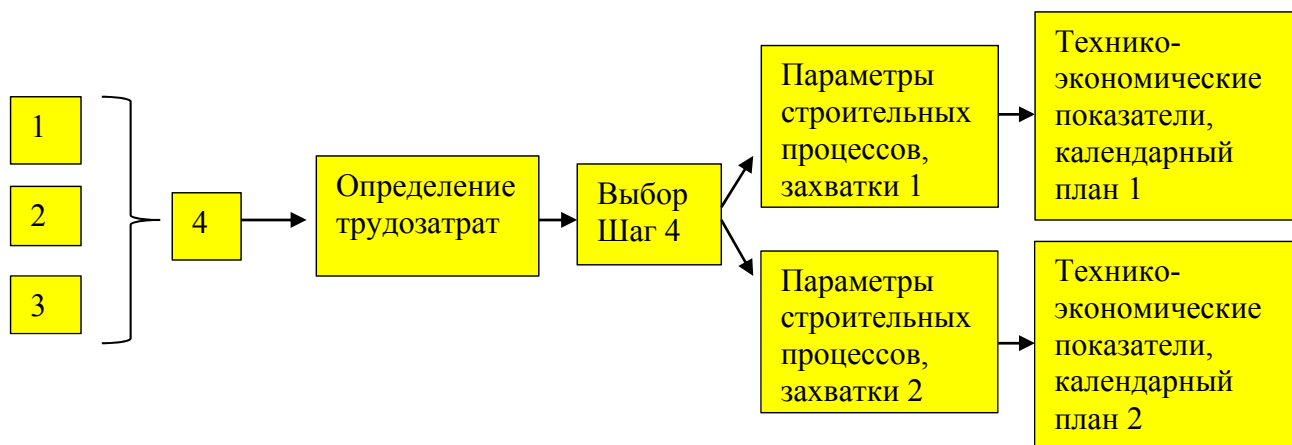 1
2
3
4
Определение
трудозатрат
Выбор
Шаг 4
Параметры
строительных
процессов,
захватки 1
Технико-
экономические
показатели,
календарный
план 1
Параметры
строительных
процессов,
захватки 2
Технико-
экономические
показатели,
календарный
план 2